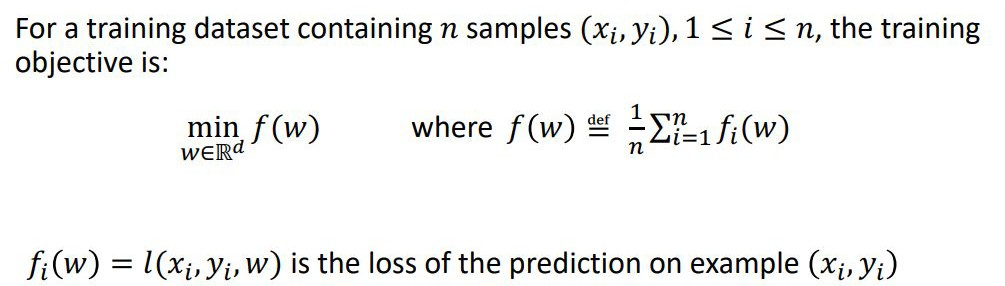 For a training dataset containing n samples (xᵢ, yᵢ), 1 ≤ i ≤ n, the training
objective is:
min f(w) where f(w) ≝ 1/n ∑ⁿᵢ₌₁ fᵢ(w)
w∈ℝᵈ
fᵢ(w) = l(xᵢ, yᵢ, w) is the loss of the prediction on example (xᵢ, yᵢ)